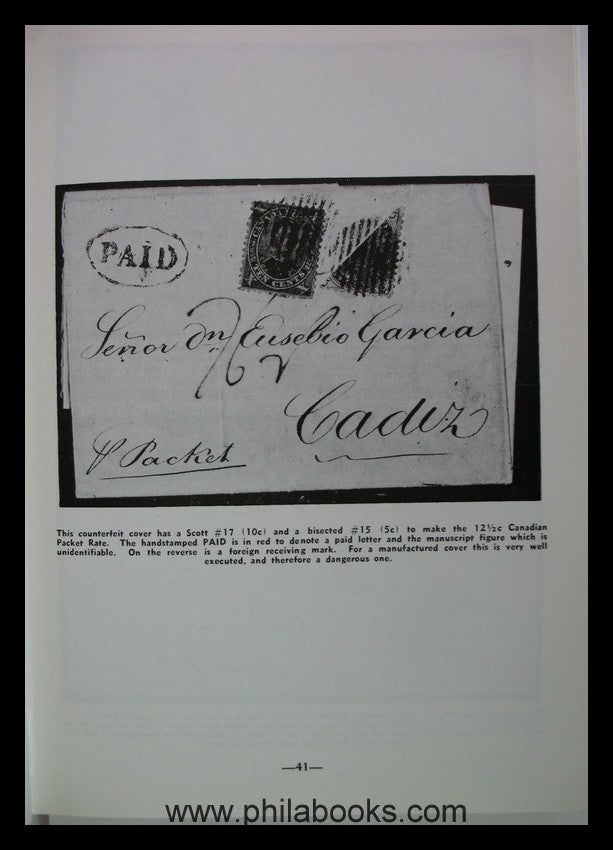 PAID
CANADA
TEN CENTS
Señor dn Eusebio Garcia
Cadiz
Packet
This counterfeit cover has a Scott #17 (10c) and a bisected #15 (5c) to make the 12½c Canadian
Packet Rate. The handstamped PAID is in red to denote a paid letter and the manuscript figure which is
unidentifiable. On the reverse is a foreign receiving mark. For a manufactured cover this is very well
executed, and therefore a dangerous one.
—41—
www.philabooks.com